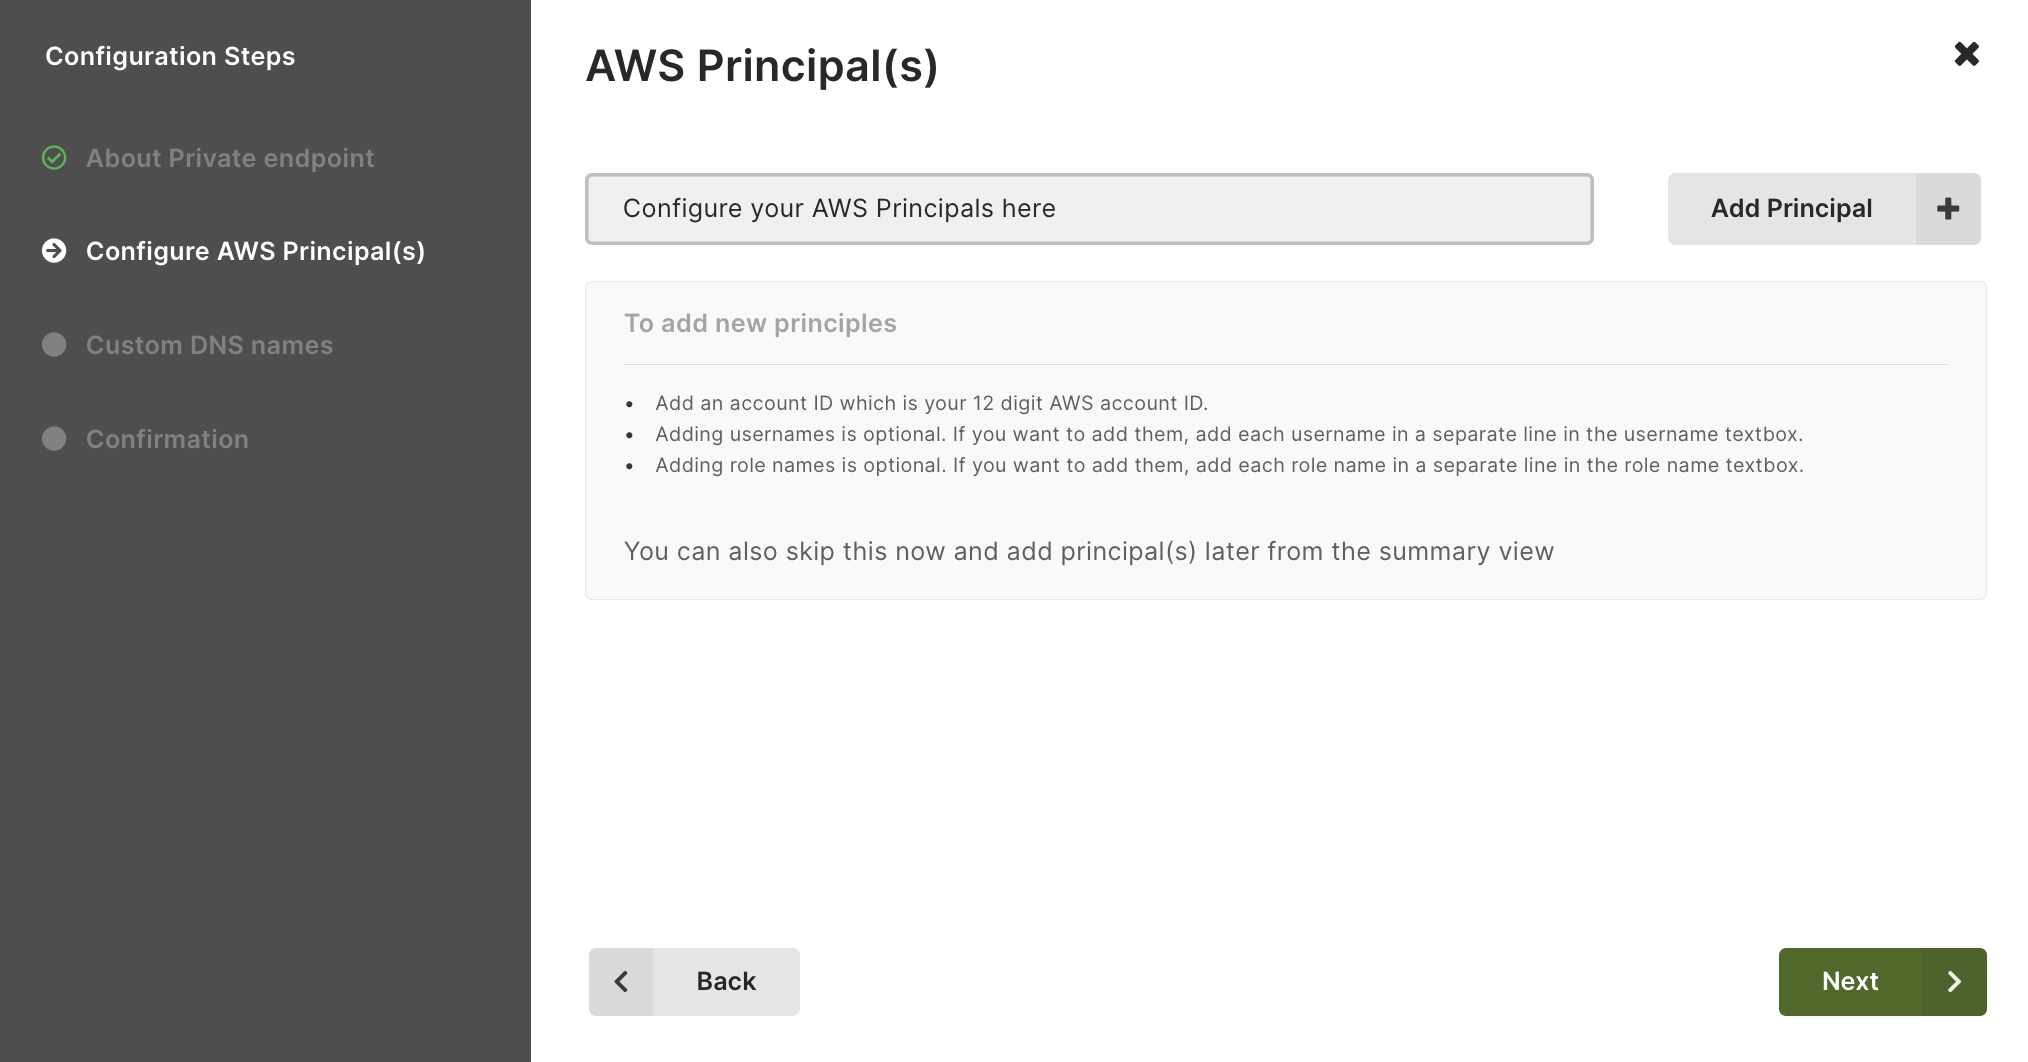 Configuration Steps
About Private endpoint
Configure AWS Principal(s)
Custom DNS names
Confirmation
AWS Principal(s)
Configure your AWS Principals here
Add Principal
To add new principles
• Add an account ID which is your 12 digit AWS account ID.
• Adding usernames is optional. If you want to add them, add each username in a separate line in the username textbox.
• Adding role names is optional. If you want to add them, add each role name in a separate line in the role name textbox.
You can also skip this now and add principal(s) later from the summary view
Back
Next